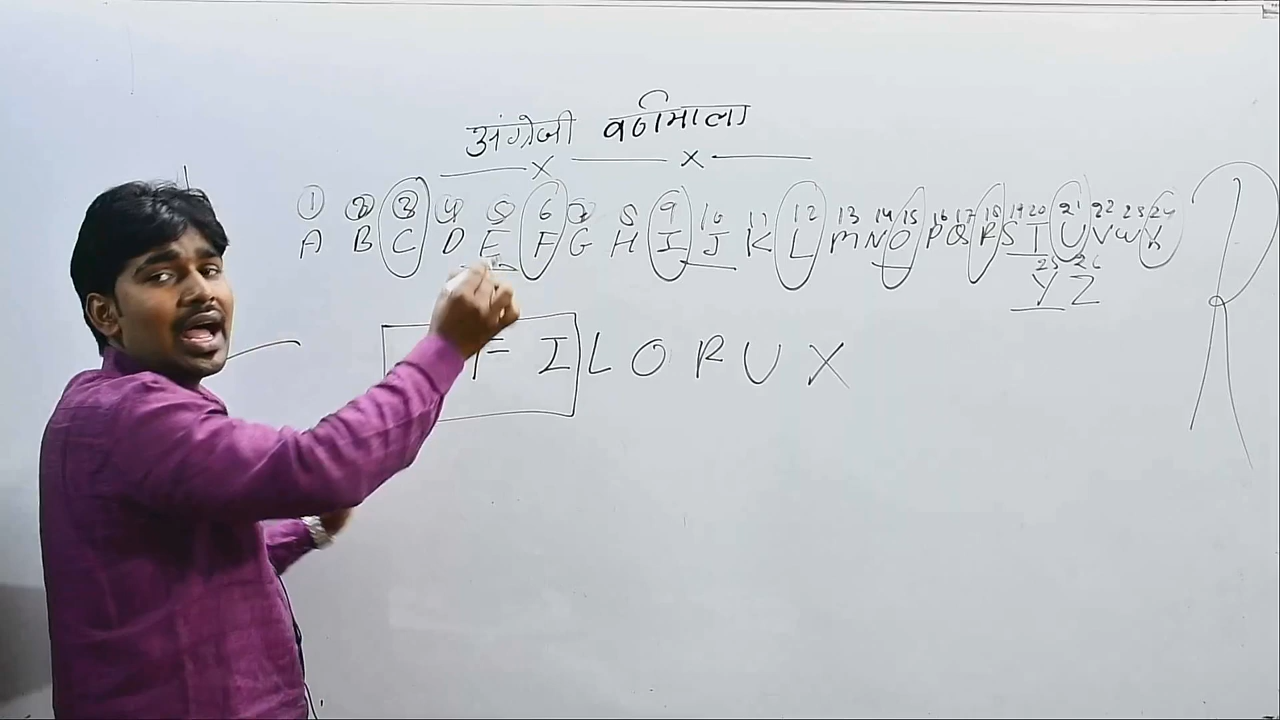 अंग्रेजी वर्णमाला
1 2 3 4 5 6 7 8 9 10 11 12 13 14 15 16 17 18 19 20 21 22 23 24
A B C D E F G H I J K L M N O P Q R S T U V W X
25 26
Y Z
F I L O R U X